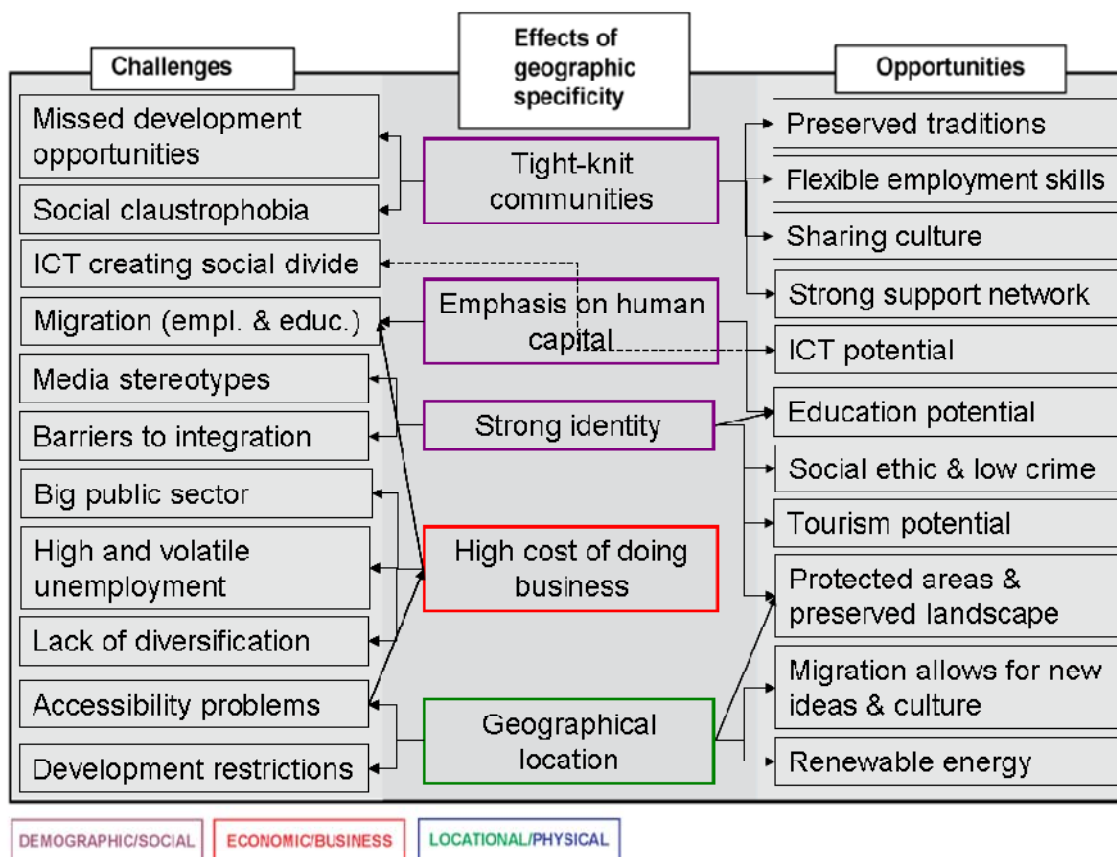 Challenges
Effects of
geographic
specificity
Opportunities
Missed development
opportunities
Social claustrophobia
ICT creating social divide
Migration (empl. & educ.)
Media stereotypes
Barriers to integration
Big public sector
High and volatile
unemployment
Lack of diversification
Accessibility problems
Development restrictions
Tight-knit
communities
Emphasis on human
capital
Strong identity
High cost of doing
business
Geographical
location
Preserved traditions
Flexible employment skills
Sharing culture
Strong support network
ICT potential
Education potential
Social ethic & low crime
Tourism potential
Protected areas &
preserved landscape
Migration allows for new
ideas & culture
Renewable energy
DEMOGRAPHIC/SOCIAL
ECONOMIC/BUSINESS
LOCATIONAL/PHYSICAL